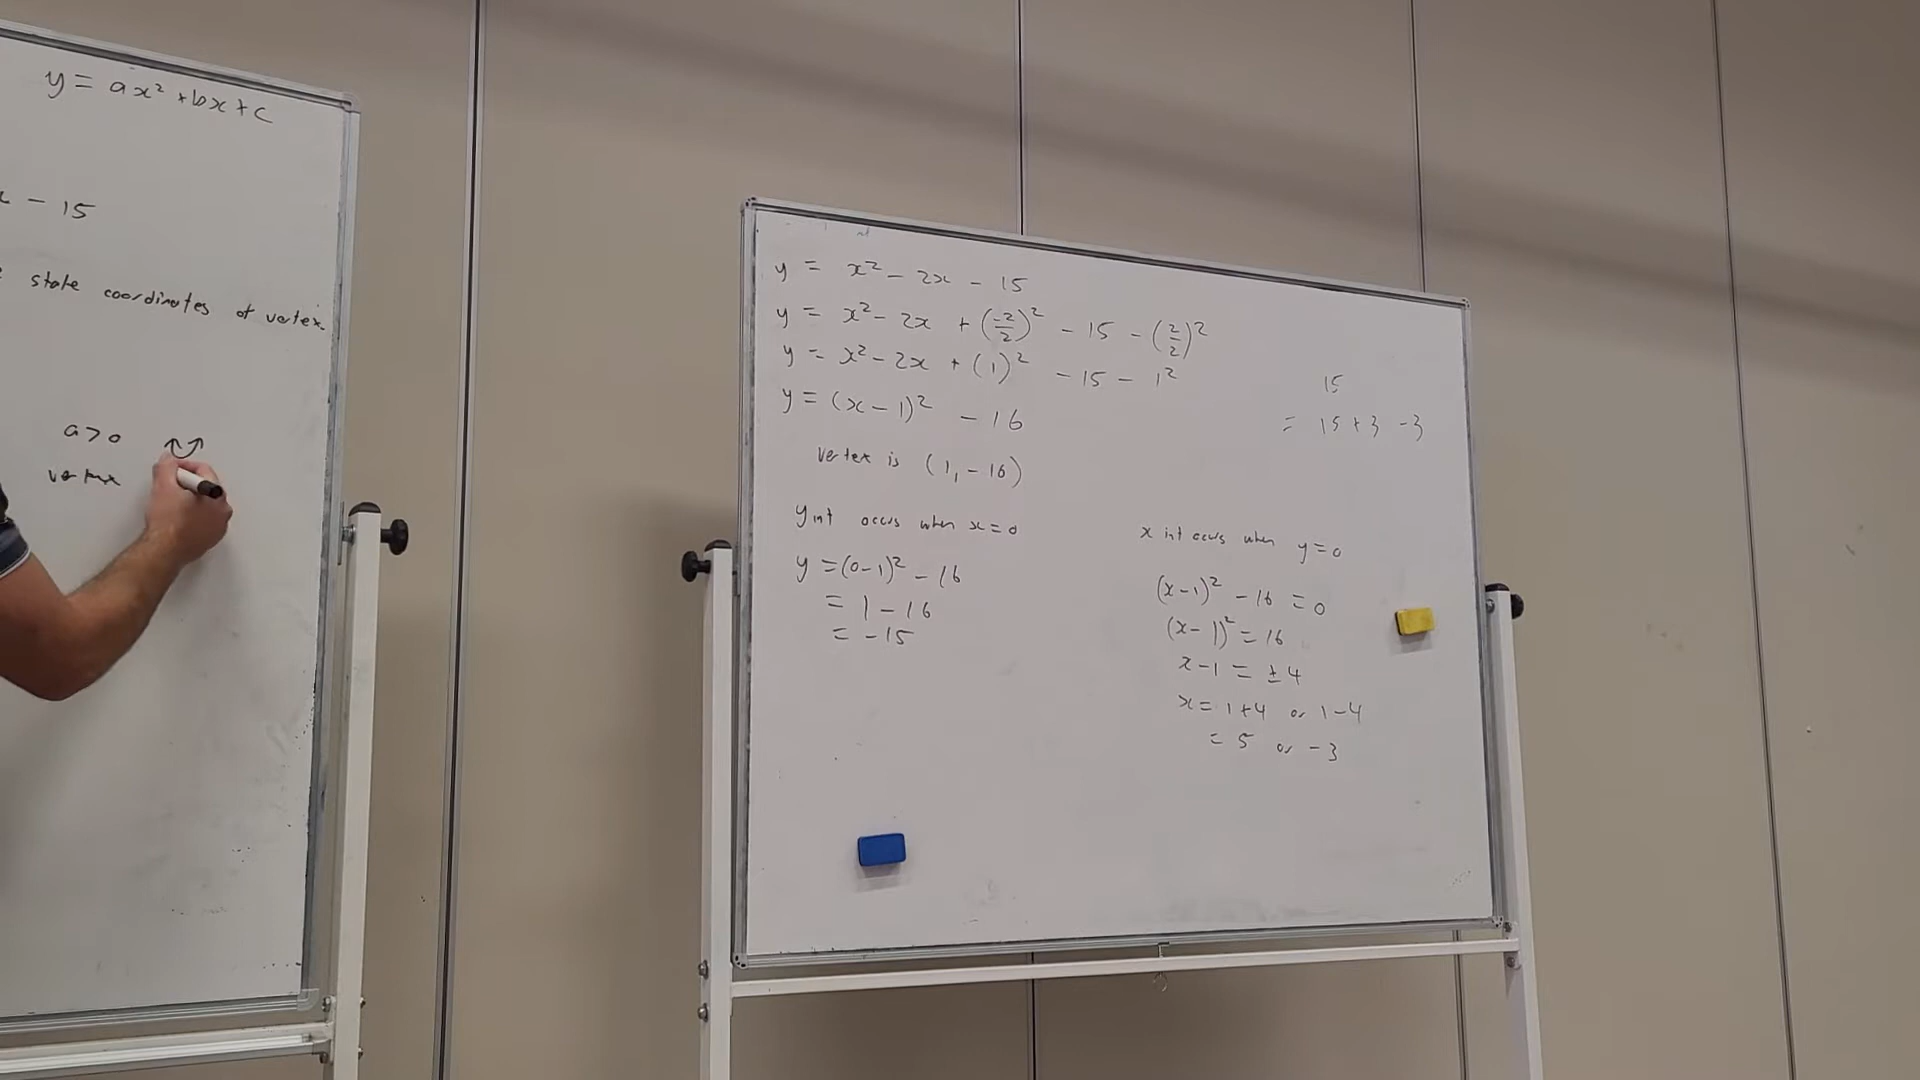 y = ax² + bx + c
- 15
state coordinates of vertex.
a > 0
vertex
y = x² - 2x - 15
y = x² - 2x + (-2/2)² - 15 - (2/2)²
y = x² - 2x + (1)² - 15 - 1²
y = (x - 1)² - 16
vertex is (1, -16)
15
= 15 + 3 - 3
y int occurs when x = 0
y = (0 - 1)² - 16
= 1 - 16
= -15
x int occurs when y = 0
(x - 1)² - 16 = 0
(x - 1)² = 16
x - 1 = ± 4
x = 1 + 4 or 1 - 4
= 5 or - 3